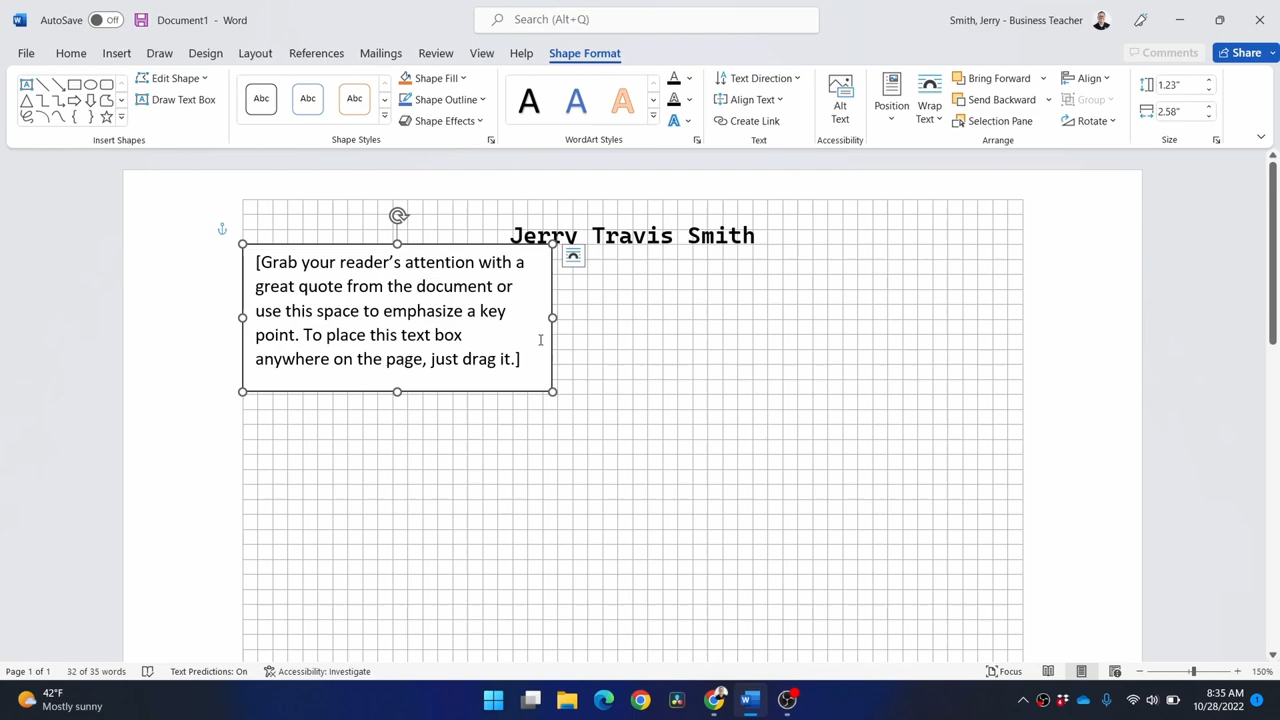 AutoSave Off Document1 - Word Search (Alt+Q) Smith, Jerry - Business Teacher
File Home Insert Draw Design Layout References Mailings Review View Help Shape Format Comments Share
Edit Shape
Draw Text Box
Insert Shapes
Abc Abc Abc
Shape Fill
Shape Outline
Shape Effects
Shape Styles
A A A
A
A
A
WordArt Styles
Text Direction
Align Text
Create Link
Text
Alt
Text
Accessibility
Position
Wrap
Text
Bring Forward
Send Backward
Selection Pane
Align
Group
Rotate
Arrange
1.23"
2.58"
Size
Jerry Travis Smith
[Grab your reader’s attention with a
great quote from the document or
use this space to emphasize a key
point. To place this text box
anywhere on the page, just drag it.]
Page 1 of 1 32 of 35 words Text Predictions: On Accessibility: Investigate Focus 150%
42°F
Mostly sunny
8:35 AM
10/28/2022
1